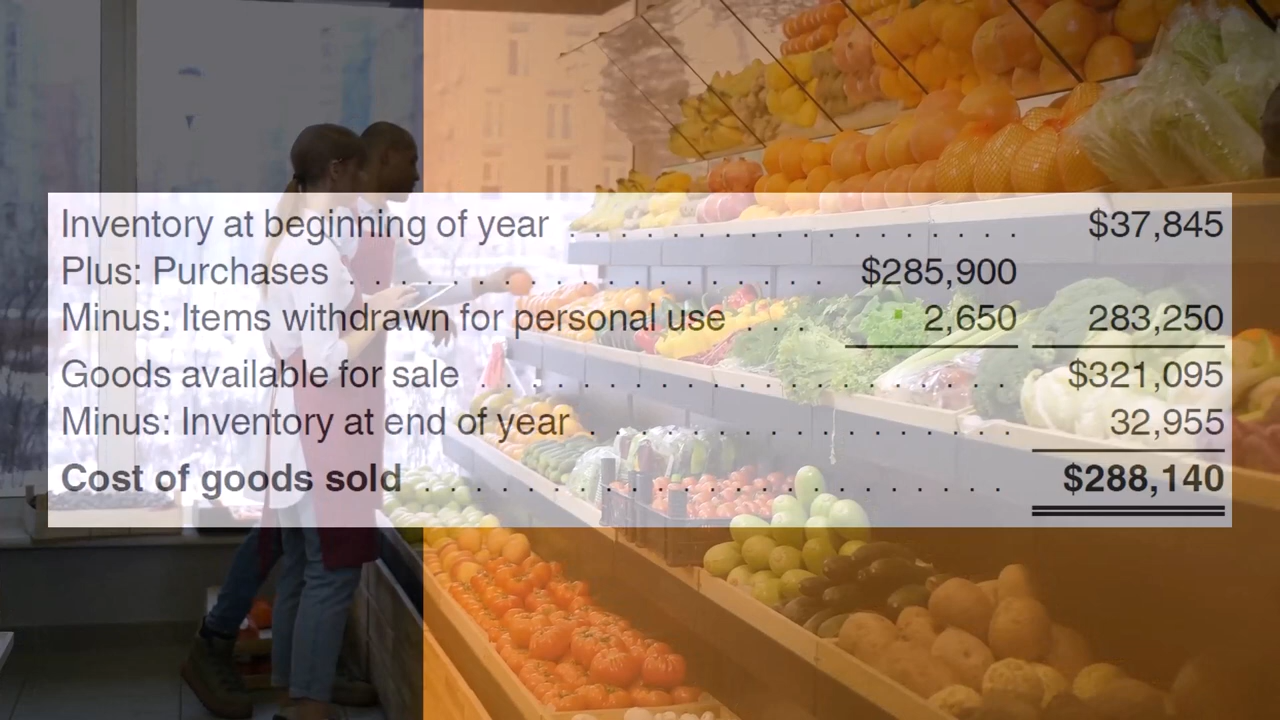 Inventory at beginning of year . . . . . . . . . . . . . . . . . . $37,845
Plus: Purchases . . . . . . . . . . . . . . . . . . . $285,900
Minus: Items withdrawn for personal use . . . 2,650 283,250
Goods available for sale . . . . . . . . . . . . . . . . . . . . . $321,095
Minus: Inventory at end of year . . . . . . . . . . . . . . . . . 32,955
Cost of goods sold . . . . . . . . . . . . . . . . . . . . . . . $288,140